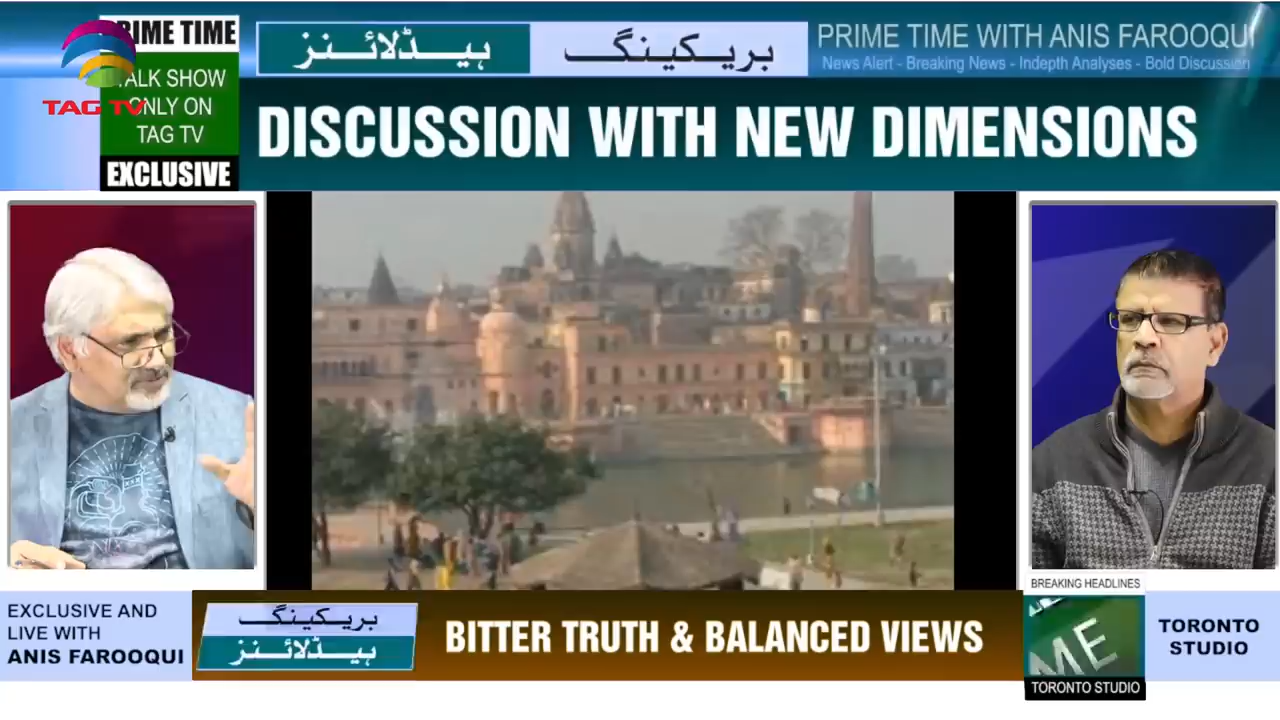 PRIME TIME
TALK SHOW
ONLY ON
TAG TV
EXCLUSIVE
TAG TV
ہیڈلائنز
بریکینگ
PRIME TIME WITH ANIS FAROOQUI
News Alert - Breaking News - Indepth Analyses - Bold Discussion
DISCUSSION WITH NEW DIMENSIONS
EXCLUSIVE AND
LIVE WITH
ANIS FAROOQUI
بریکینگ
ہیڈلائنز
BITTER TRUTH & BALANCED VIEWS
BREAKING HEADLINES
ME
TORONTO STUDIO
TORONTO
STUDIO